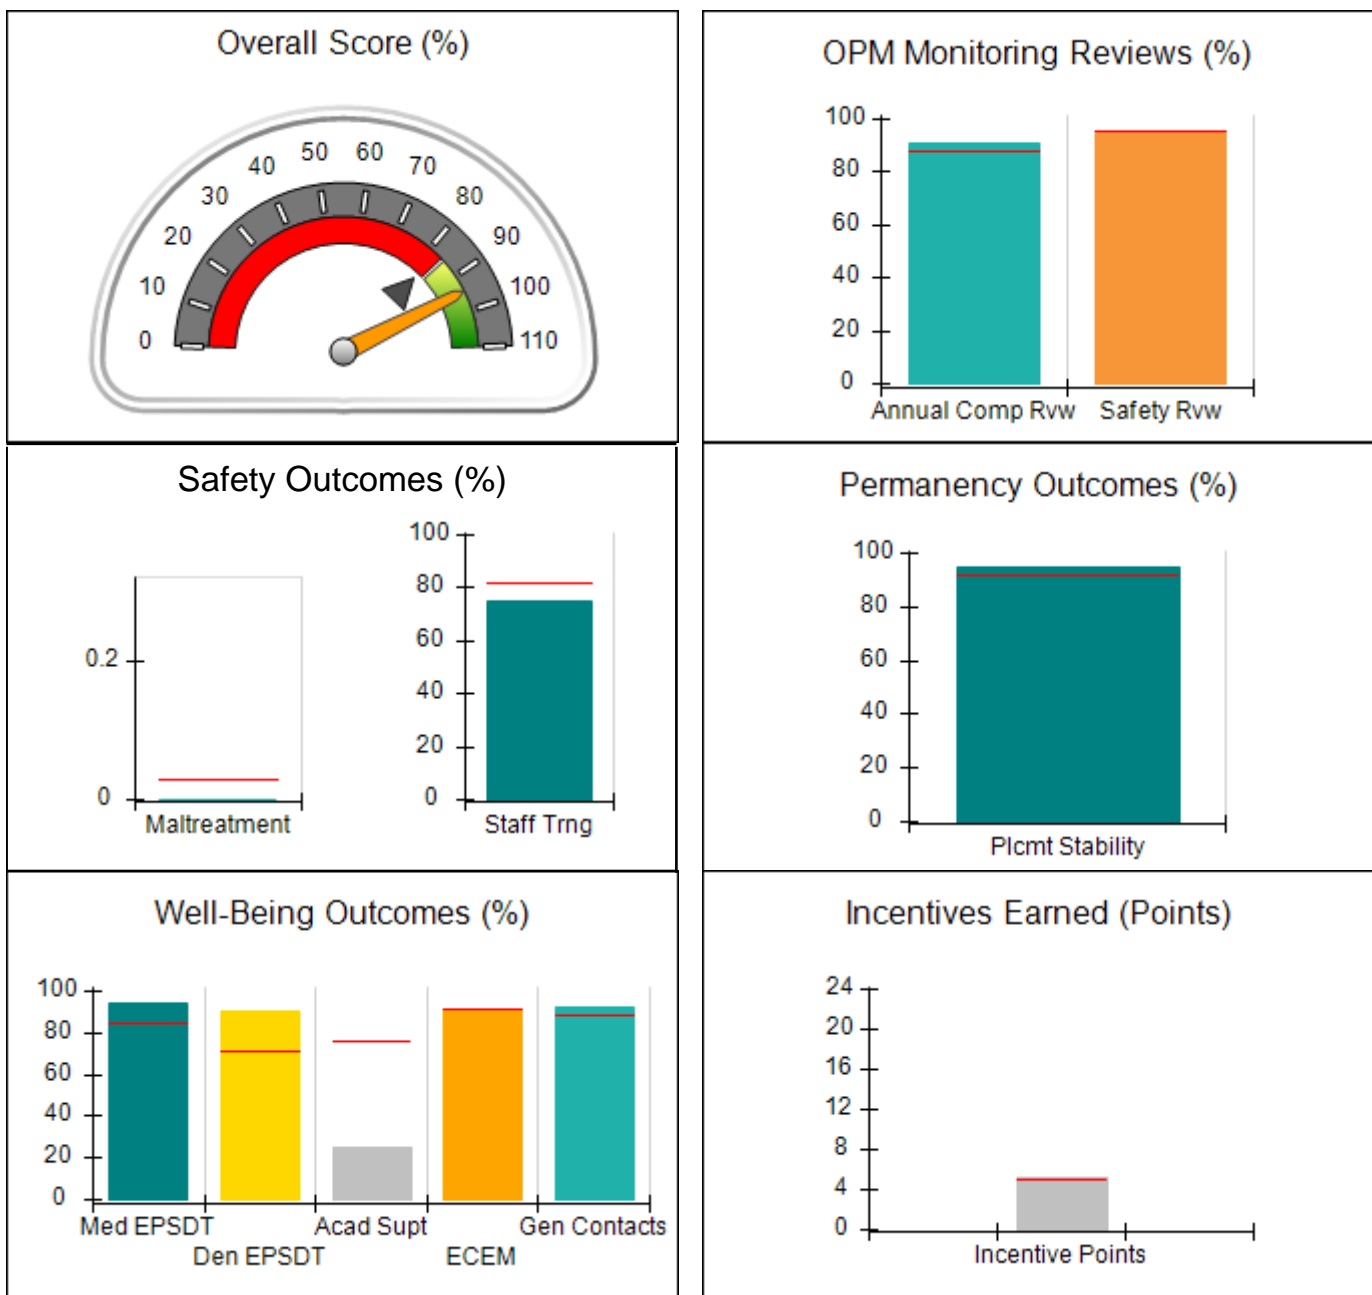 Overall Score (%)
0
10
20
30
40
50
60
70
80
90
100
110
OPM Monitoring Reviews (%)
100
80
60
40
20
0
Annual Comp Rvw
Safety Rvw
Safety Outcomes (%)
0.2
0
Maltreatment
100
80
60
40
20
0
Staff Trng
Permanency Outcomes (%)
100
80
60
40
20
0
Plcmt Stability
Well-Being Outcomes (%)
100
80
60
40
20
0
Med EPSDT
Den EPSDT
Acad Supt
ECEM
Gen Contacts
Incentives Earned (Points)
24
20
16
12
8
4
0
Incentive Points